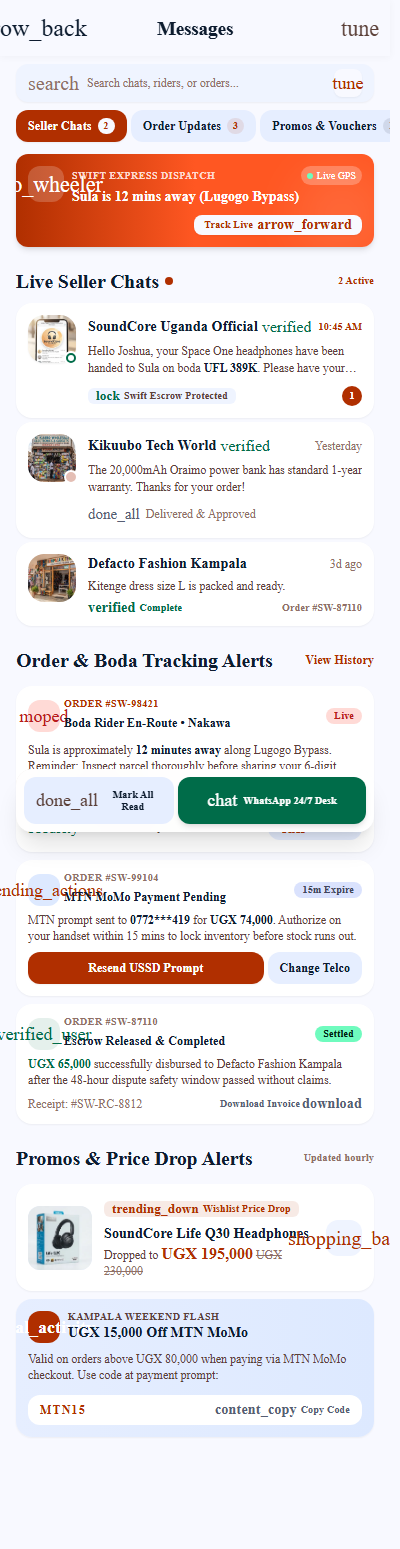 ow_back Messages tune
search Search chats, riders, or orders... tune
Seller Chats 2 Order Updates 3 Promos & Vouchers
_wheeler SWIFT EXPRESS DISPATCH Live GPS
Sula is 12 mins away (Lugogo Bypass)
Track Live arrow_forward
Live Seller Chats 2 Active
SoundCore Uganda Official verified 10:45 AM
Hello Joshua, your Space One headphones have been
handed to Sula on boda UFL 389K. Please have your…
lock Swift Escrow Protected 1
Kikuubo Tech World verified Yesterday
The 20,000mAh Oraimo power bank has standard 1-year
warranty. Thanks for your order!
done_all Delivered & Approved
Defacto Fashion Kampala 3d ago
Kitenge dress size L is packed and ready.
verified Complete Order #SW-87110
Order & Boda Tracking Alerts View History
ORDER #SW-98421
moped Boda Rider En-Route • Nakawa Live
Sula is approximately 12 minutes away along Lugogo Bypass.
Reminder: Inspect parcel thoroughly before sharing your 6-digit
done_all Mark All Read chat WhatsApp 24/7 Desk
ORDER #SW-99104
ending_actions MTN MoMo Payment Pending 15m Expire
MTN prompt sent to 0772***419 for UGX 74,000. Authorize on
your handset within 15 mins to lock inventory before stock runs out.
Resend USSD Prompt Change Telco
ORDER #SW-87110
verified_user Escrow Released & Completed Settled
UGX 65,000 successfully disbursed to Defacto Fashion Kampala
after the 48-hour dispute safety window passed without claims.
Receipt: #SW-RC-8812 Download Invoice download
Promos & Price Drop Alerts Updated hourly
trending_down Wishlist Price Drop
SoundCore Life Q30 Headphones shopping_ba
Dropped to UGX 195,000 UGX
230,000
KAMPALA WEEKEND FLASH
al_act UGX 15,000 Off MTN MoMo
Valid on orders above UGX 80,000 when paying via MTN MoMo
checkout. Use code at payment prompt:
MTN15 content_copy Copy Code